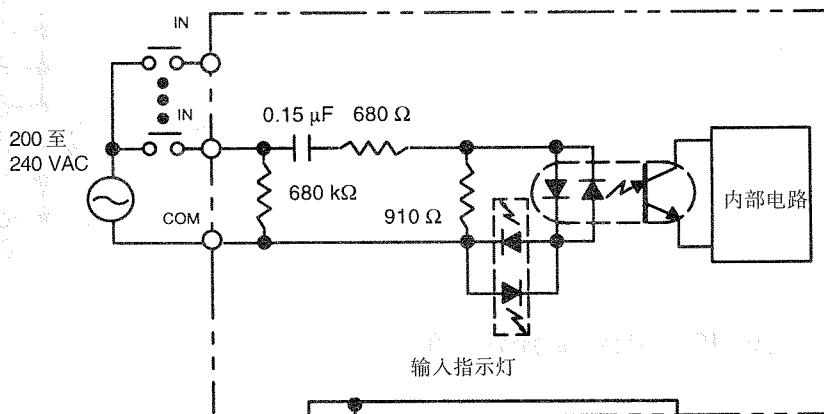 IN
IN
0.15 μF 680 Ω
200 至
240 VAC
680 kΩ
910 Ω
COM
内部电路
输入指示灯